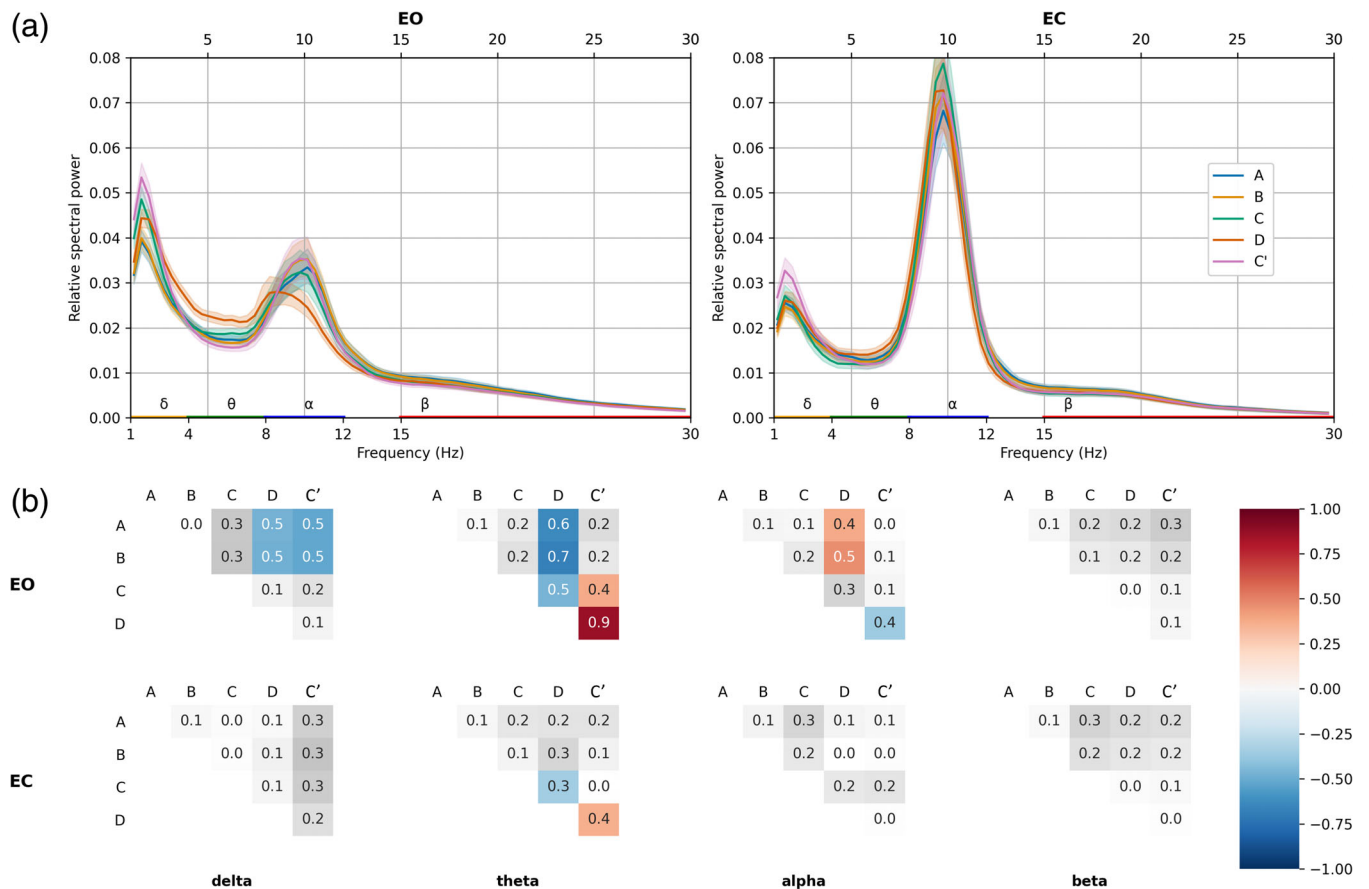 (a)
EO
EC
5 10 15 20 25 30
5 10 15 20 25 30
Relative spectral power
0.08
0.07
0.06
0.05
0.04
0.03
0.02
0.01
0.00
δ θ α β
1 4 8 12 15 30
Frequency (Hz)
Relative spectral power
0.08
0.07
0.06
0.05
0.04
0.03
0.02
0.01
0.00
A
B
C
D
C'
δ θ α β
1 4 8 12 15 30
Frequency (Hz)
(b)
EO
A B C D C′
A 0.0 0.3 0.5 0.5
B 0.3 0.5 0.5
C 0.1 0.2
D 0.1
A B C D C′
0.1 0.2 0.6 0.2
0.2 0.7 0.2
0.5 0.4
0.9
A B C D C′
0.1 0.1 0.4 0.0
0.2 0.5 0.1
0.3 0.1
0.4
A B C D C′
0.1 0.2 0.2 0.3
0.1 0.2 0.2
0.0 0.1
0.1
EC
A B C D C′
A 0.1 0.0 0.1 0.3
B 0.0 0.1 0.3
C 0.1 0.3
D 0.2
A B C D C′
0.1 0.2 0.2 0.2
0.1 0.3 0.1
0.3 0.0
0.4
A B C D C′
0.1 0.3 0.1 0.1
0.2 0.0 0.0
0.2 0.2
0.0
A B C D C′
0.1 0.3 0.2 0.2
0.2 0.2 0.2
0.0 0.1
0.0
delta theta alpha beta
1.00
0.75
0.50
0.25
0.00
−0.25
−0.50
−0.75
−1.00